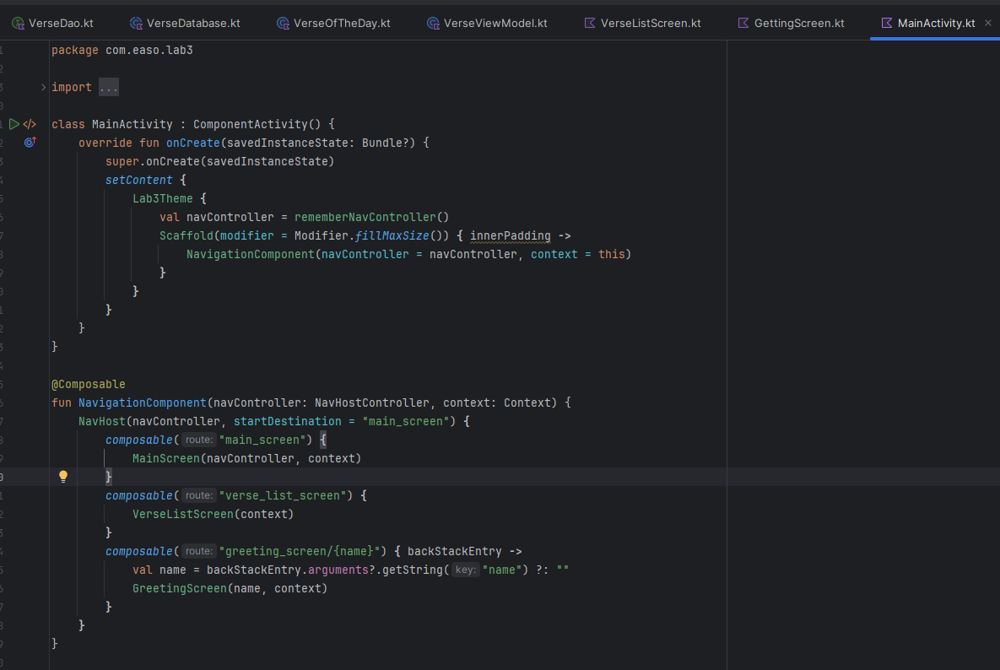 VerseDao.kt VerseDatabase.kt VerseOfTheDay.kt VerseViewModel.kt VerseListScreen.kt GettingScreen.kt MainActivity.kt
package com.easo.lab3
import ...
class MainActivity : ComponentActivity() {
override fun onCreate(savedInstanceState: Bundle?) {
super.onCreate(savedInstanceState)
setContent {
Lab3Theme {
val navController = rememberNavController()
Scaffold(modifier = Modifier.fillMaxSize()) { innerPadding ->
NavigationComponent(navController = navController, context = this)
}
}
}
}
}
@Composable
fun NavigationComponent(navController: NavHostController, context: Context) {
NavHost(navController, startDestination = "main_screen") {
composable( route: "main_screen") {
MainScreen(navController, context)
}
composable( route: "verse_list_screen") {
VerseListScreen(context)
}
composable( route: "greeting_screen/{name}") { backStackEntry ->
val name = backStackEntry.arguments?.getString( key: "name") ?: ""
GreetingScreen(name, context)
}
}
}